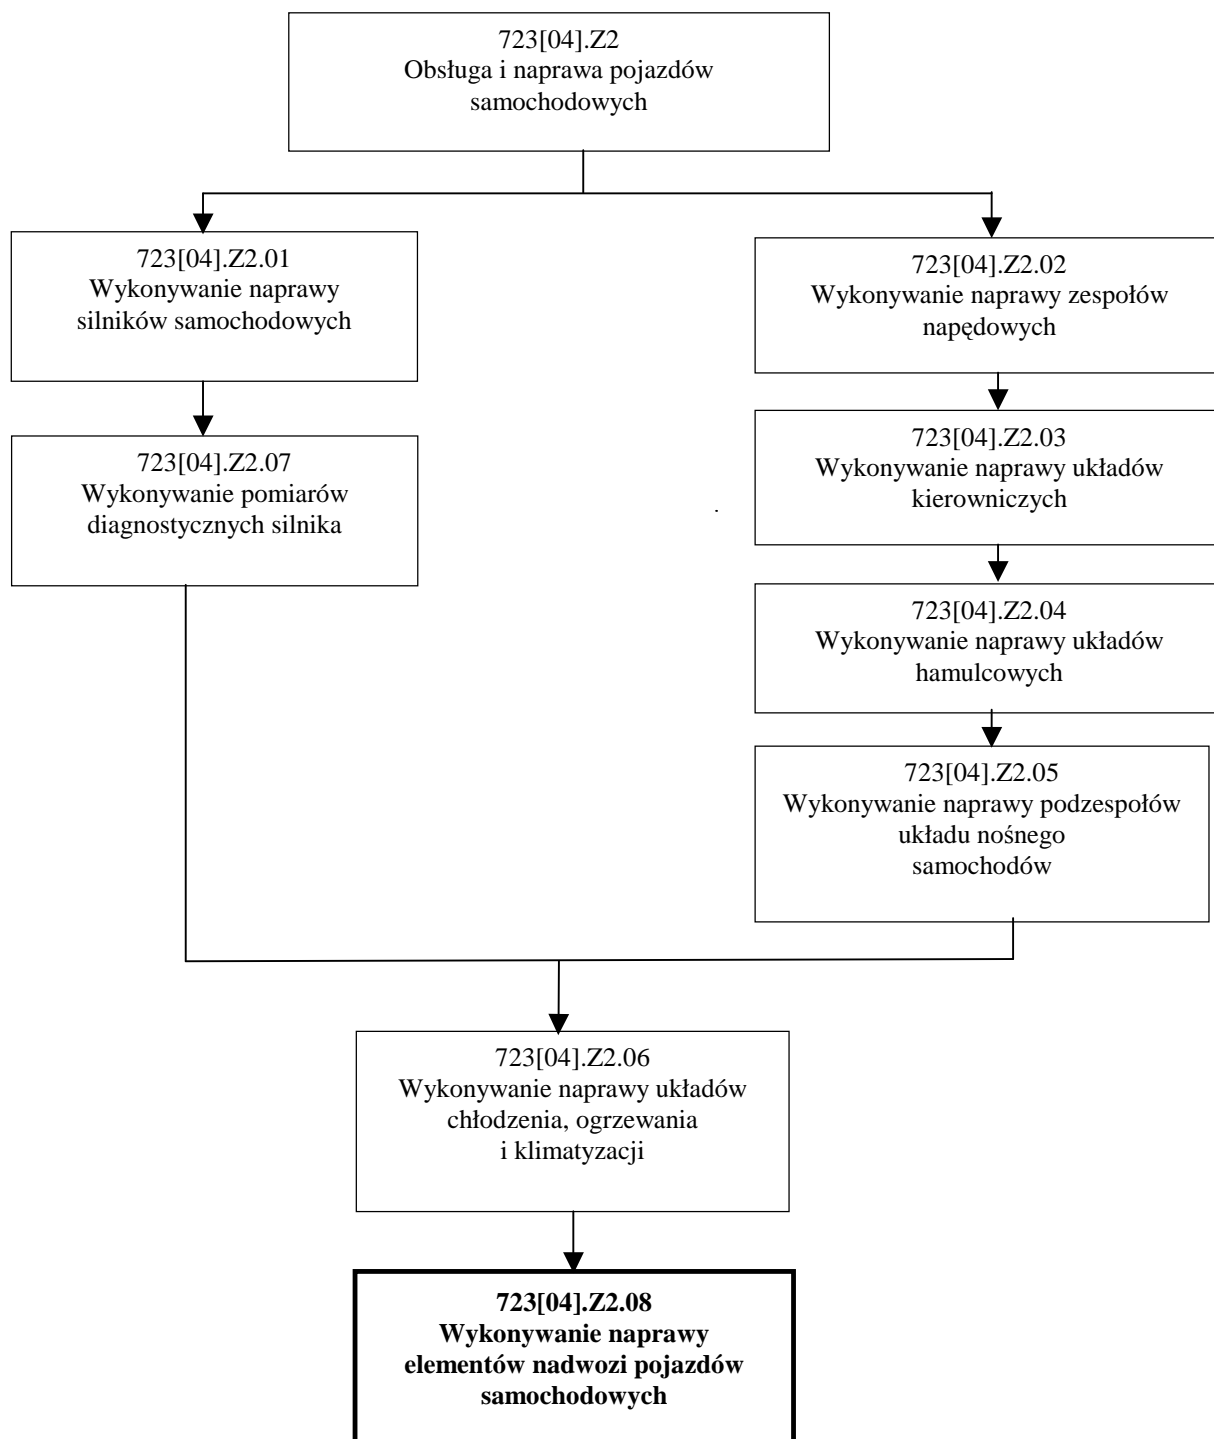 723[04].Z2
Obsługa i naprawa pojazdów
samochodowych
723[04].Z2.01
Wykonywanie naprawy
silników samochodowych
723[04].Z2.02
Wykonywanie naprawy zespołów
napędowych
723[04].Z2.07
Wykonywanie pomiarów
diagnostycznych silnika
723[04].Z2.03
Wykonywanie naprawy układów
kierowniczych
.
723[04].Z2.04
Wykonywanie naprawy układów
hamulcowych
723[04].Z2.05
Wykonywanie naprawy podzespołów
układu nośnego
samochodów
723[04].Z2.06
Wykonywanie naprawy układów
chłodzenia, ogrzewania
i klimatyzacji
723[04].Z2.08
Wykonywanie naprawy
elementów nadwozi pojazdów
samochodowych